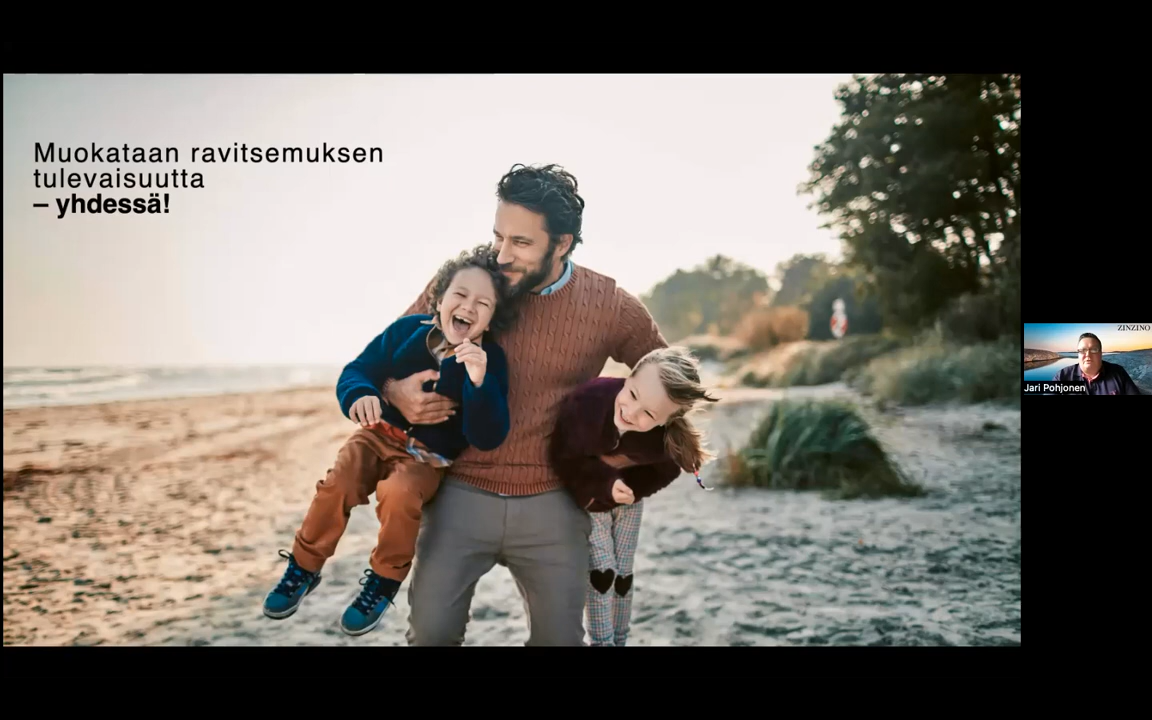 Muokataan ravitsemuksen
tulevaisuutta
– yhdessä!
ZINZINO
Jari Pohjonen